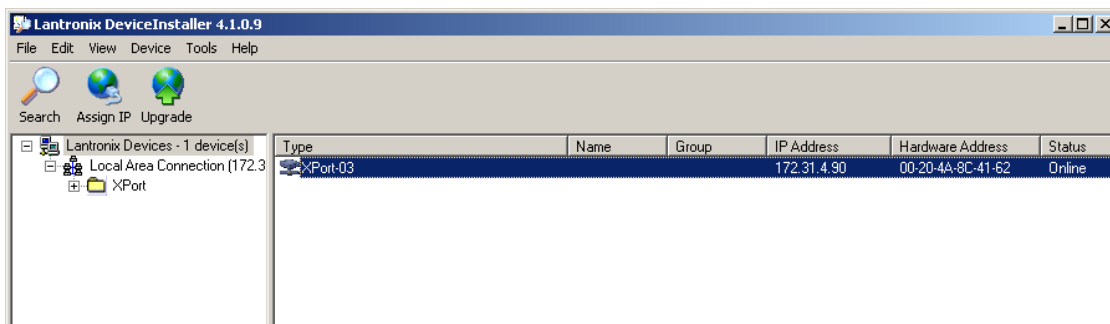 Lantronix DeviceInstaller 4.1.0.9
File Edit View Device Tools Help
Search Assign IP Upgrade
Lantronix Devices - 1 device(s)
Local Area Connection (172.3
XPort
Type Name Group IP Address Hardware Address Status
XPort-03 172.31.4.90 00-20-4A-8C-41-62 Online